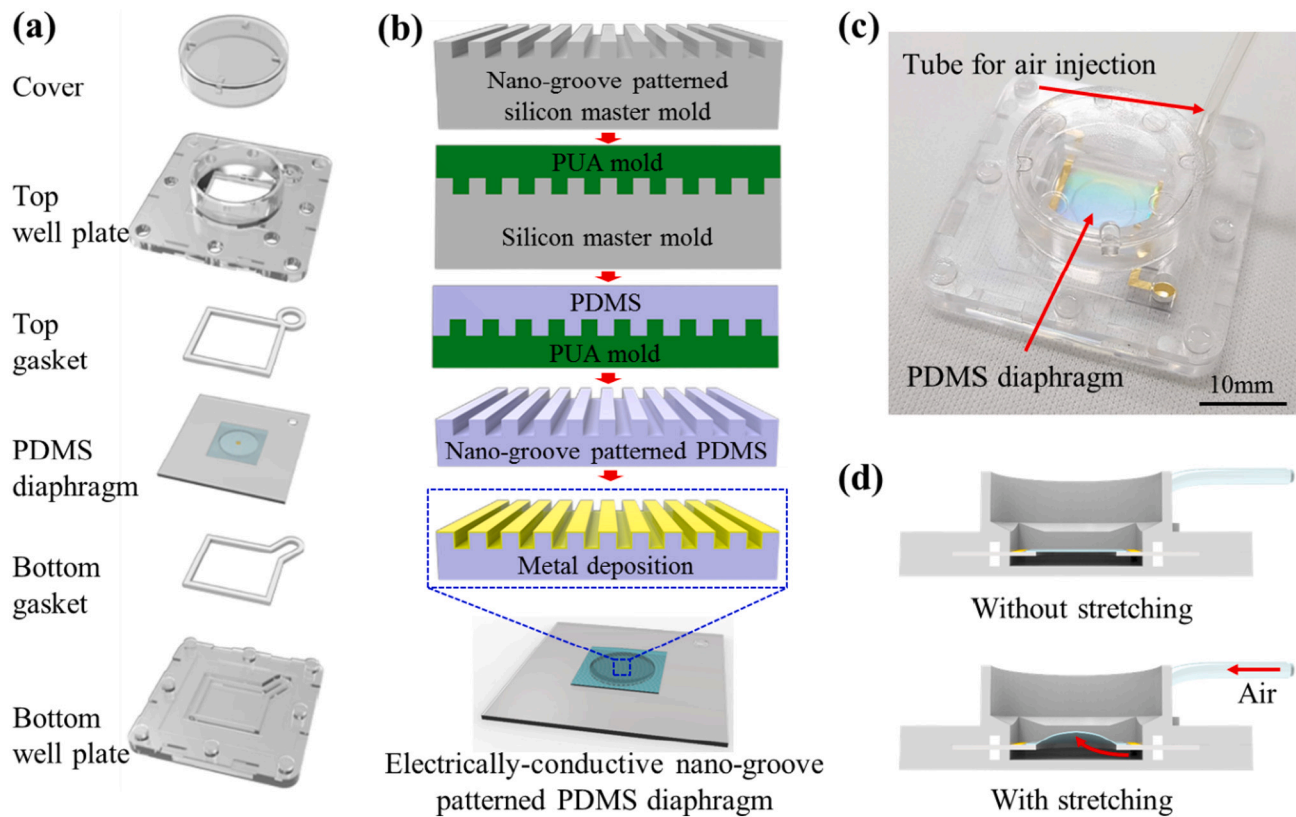 (a)
Cover
Top
well plate
Top
gasket
PDMS
diaphragm
Bottom
gasket
Bottom
well plate
(b)
Nano-groove patterned
silicon master mold
PUA mold
Silicon master mold
PDMS
PUA mold
Nano-groove patterned PDMS
Metal deposition
Electrically-conductive nano-groove
patterned PDMS diaphragm
(c)
Tube for air injection
PDMS diaphragm
10mm
(d)
Without stretching
Air
With stretching